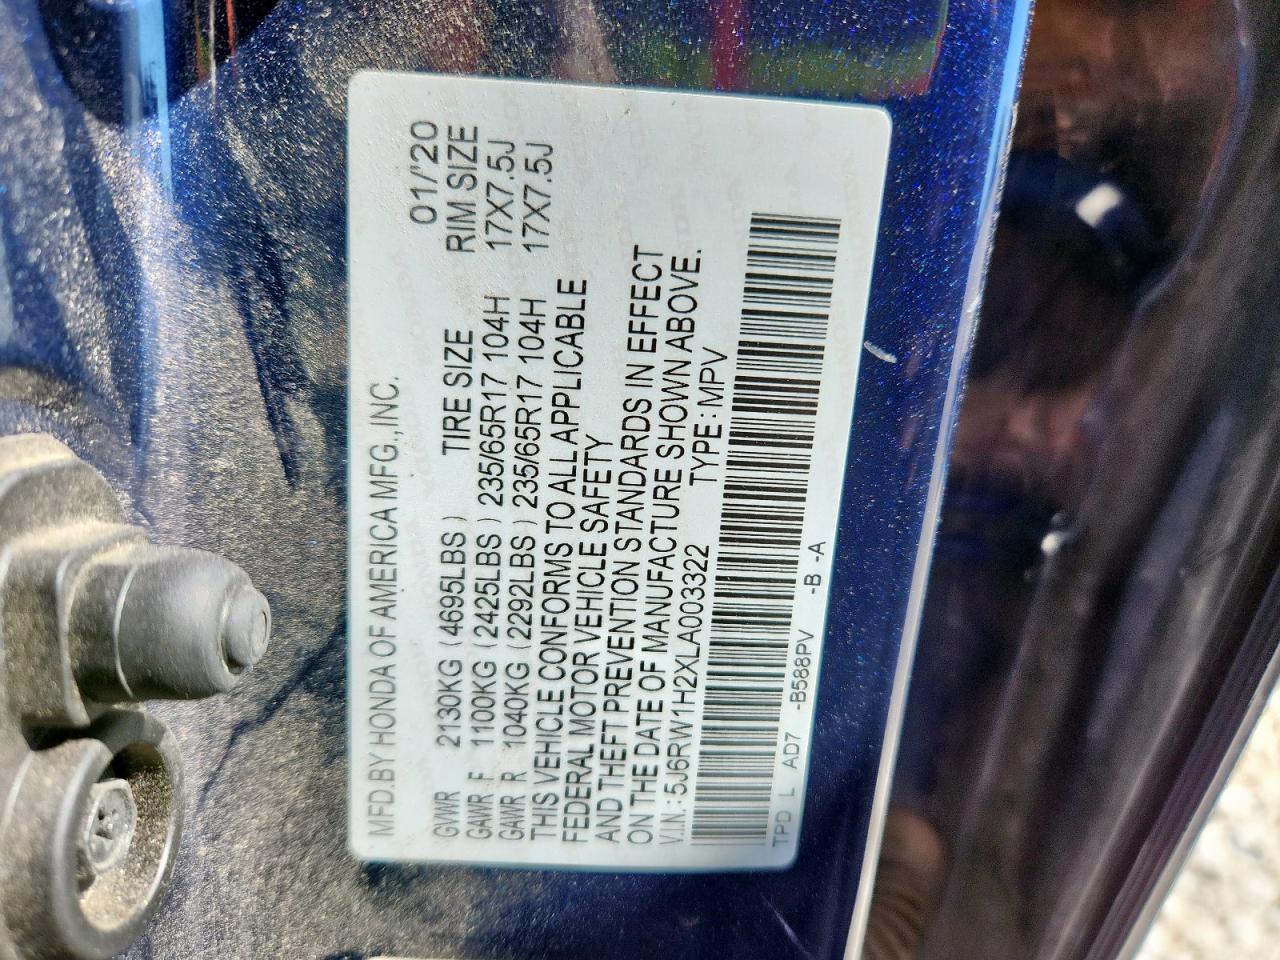 MFD.BY HONDA OF AMERICA MFG.,INC. 01/'20
GVWR 2130KG (4695LBS) TIRE SIZE RIM SIZE
GAWR F 1100KG (2425LBS) 235/65R17 104H 17X7.5J
GAWR R 1040KG (2292LBS) 235/65R17 104H 17X7.5J
THIS VEHICLE CONFORMS TO ALL APPLICABLE
FEDERAL MOTOR VEHICLE SAFETY
AND THEFT PREVENTION STANDARDS IN EFFECT
ON THE DATE OF MANUFACTURE SHOWN ABOVE.
V.I.N.: 5J6RW1H2XLA003322 TYPE: MPV
TPD L AD7 -B588PV -B -A